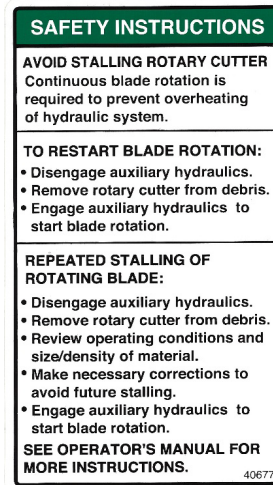 SAFETY INSTRUCTIONS
AVOID STALLING ROTARY CUTTER
Continuous blade rotation is
required to prevent overheating
of hydraulic system.
TO RESTART BLADE ROTATION:
• Disengage auxiliary hydraulics.
• Remove rotary cutter from debris.
• Engage auxiliary hydraulics to
start blade rotation.
REPEATED STALLING OF
ROTATING BLADE:
• Disengage auxiliary hydraulics.
• Remove rotary cutter from debris.
• Review operating conditions and
size/density of material.
• Make necessary corrections to
avoid future stalling.
• Engage auxiliary hydraulics to
start blade rotation.
SEE OPERATOR'S MANUAL FOR
MORE INSTRUCTIONS.
40677